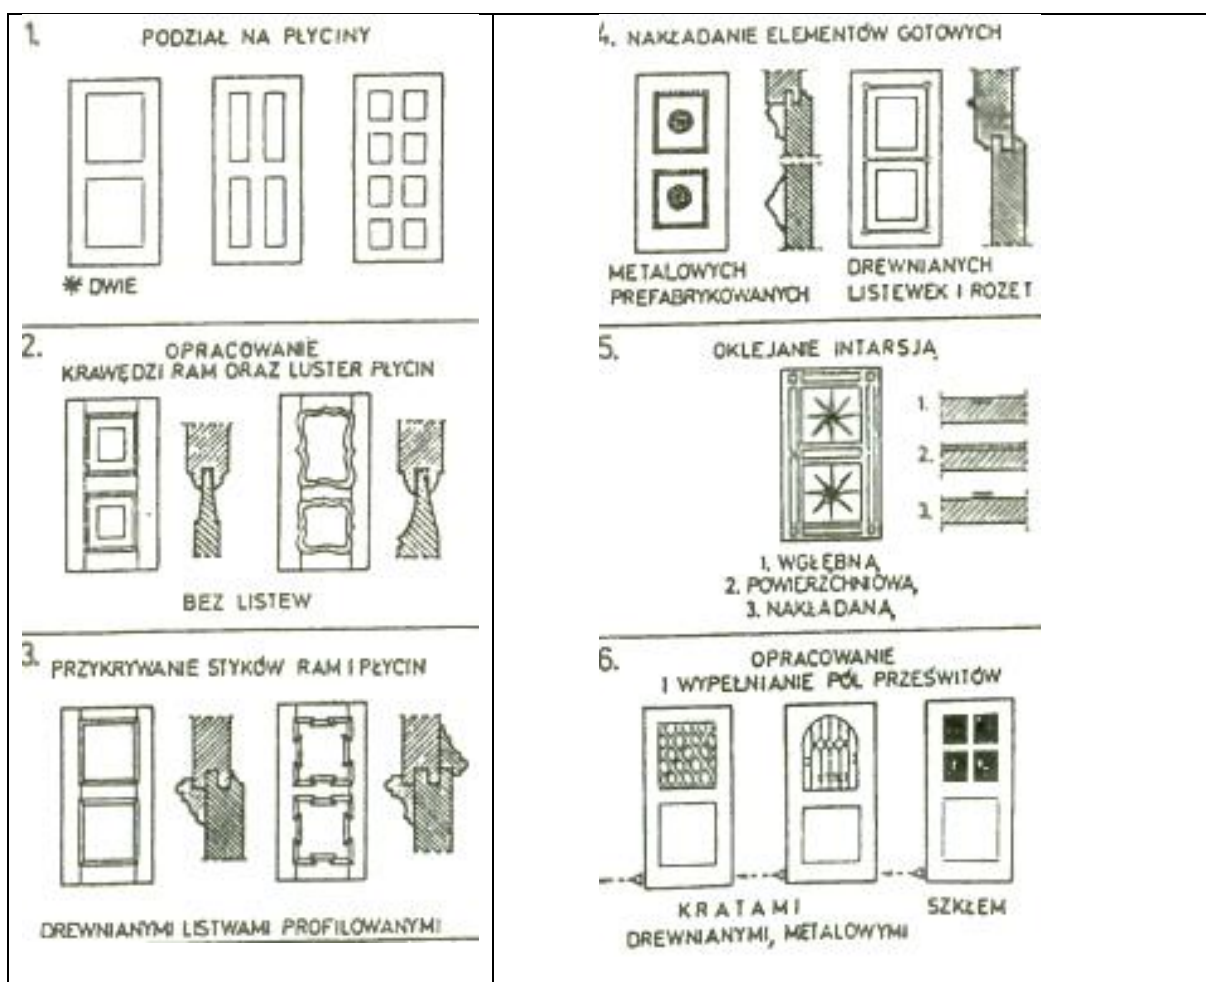 1. PODZIAŁ NA PŁYCINY
* DWIE
2. OPRACOWANIE
KRAWĘDZI RAM ORAZ LUSTER PŁYCIN
BEZ LISTEW
3. PRZYKRYWANIE STYKÓW RAM I PŁYCIN
DREWNIANYMI LISTWAMI PROFILOWANYMI
4. NAKŁADANIE ELEMENTÓW GOTOWYCH
METALOWYCH
PREFABRYKOWANYCH
DREWNIANYCH
LISTEWEK I ROZET
5. OKLEJANIE INTARSJĄ
1.
2.
3.
1. WGŁĘBNĄ
2. POWIERZCHNIOWĄ
3. NAKŁADANĄ
6. OPRACOWANIE
I WYPEŁNIANIE PÓL PRZEŚWITÓW
KRATAMI
DREWNIANYMI, METALOWYMI
SZKŁEM